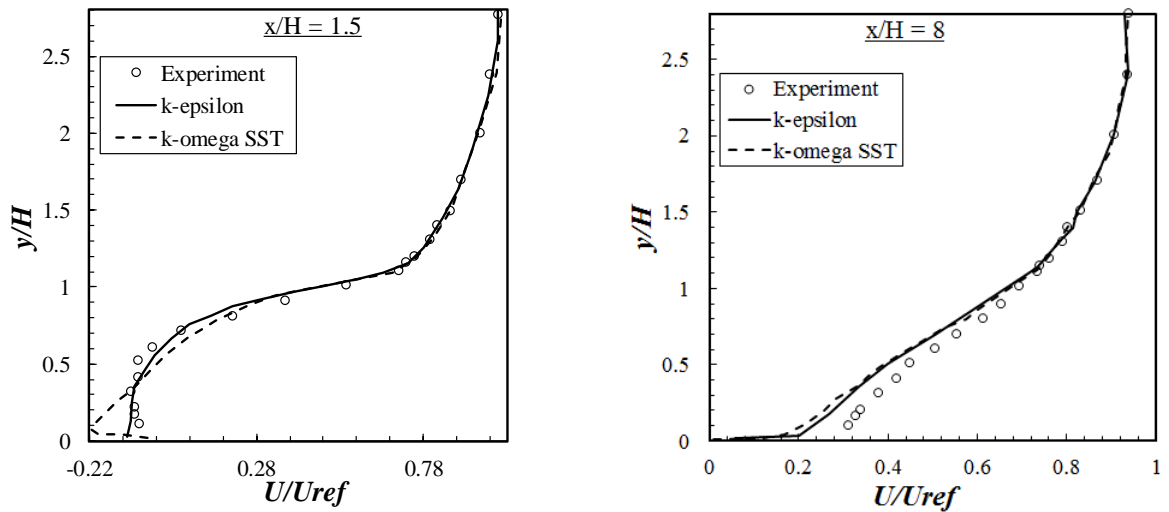 x/H = 1.5
2.5
2
1.5
1
0.5
0
y/H
Experiment
k-epsilon
k-omega SST
-0.22
0.28
0.78
U/Uref
x/H = 8
2.5
2
1.5
1
0.5
0
y/H
Experiment
k-epsilon
k-omega SST
0
0.2
0.4
0.6
0.8
1
U/Uref